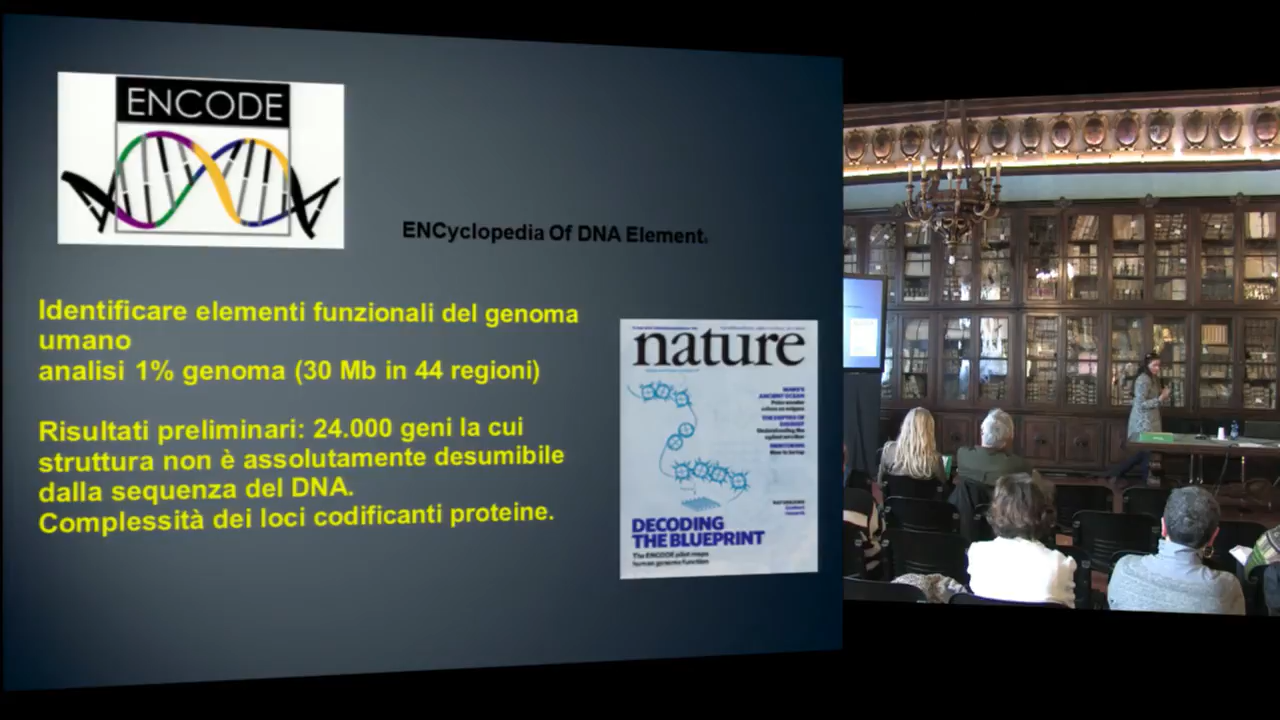 ENCODE
ENCyclopedia Of DNA Element.
Identificare elementi funzionali del genoma
umano
analisi 1% genoma (30 Mb in 44 regioni)
Risultati preliminari: 24.000 geni la cui
struttura non è assolutamente desumibile
dalla sequenza del DNA.
Complessità dei loci codificanti proteine.
nature
DECODING
THE BLUEPRINT
The ENCODE pilot maps
human genome function